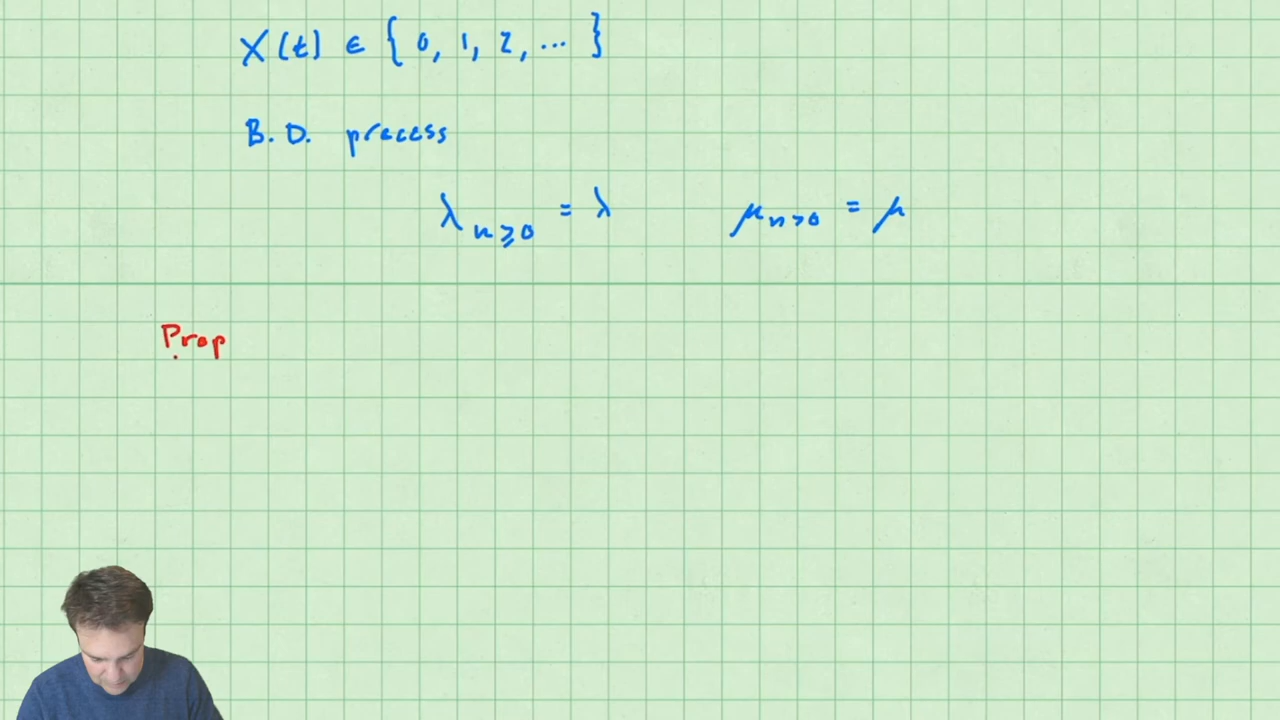 X(t) ∈ { 0, 1, 2, ... }
B.D. process
λ_{n≥0} = λ μ_{n>0} = μ
Prop